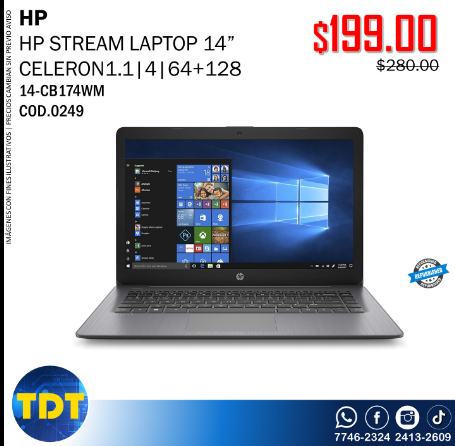 HP
HP STREAM LAPTOP 14”
CELERON1.1|4|64+128
14-CB174WM
COD.0249
$199.00
$280.00
IMÁGENES CON FINES ILUSTRATIVOS | PRECIOS CAMBIAN SIN PREVIO AVISO
REFURBISHED
TDT
7746-2324 2413-2609